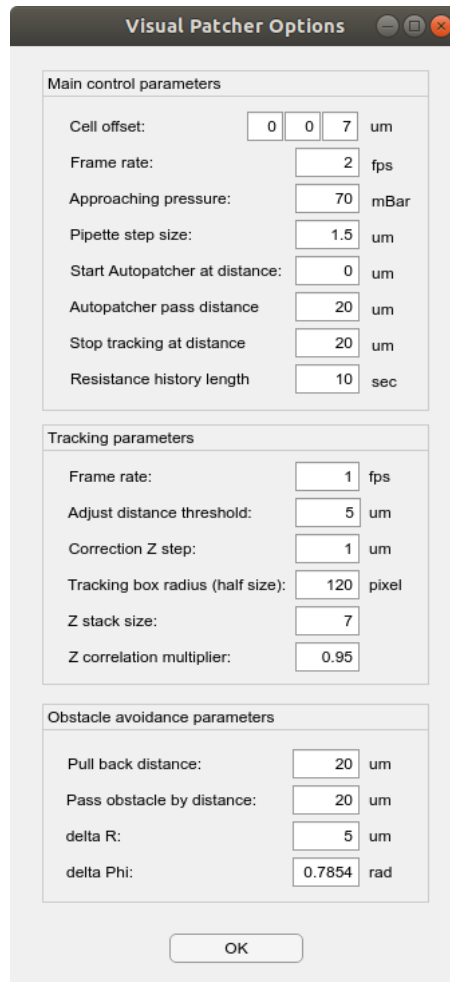 Visual Patcher Options
Main control parameters
Cell offset: 0 0 7 um
Frame rate: 2 fps
Approaching pressure: 70 mBar
Pipette step size: 1.5 um
Start Autopatcher at distance: 0 um
Autopatcher pass distance 20 um
Stop tracking at distance 20 um
Resistance history length 10 sec
Tracking parameters
Frame rate: 1 fps
Adjust distance threshold: 5 um
Correction Z step: 1 um
Tracking box radius (half size): 120 pixel
Z stack size: 7
Z correlation multiplier: 0.95
Obstacle avoidance parameters
Pull back distance: 20 um
Pass obstacle by distance: 20 um
delta R: 5 um
delta Phi: 0.7854 rad
OK